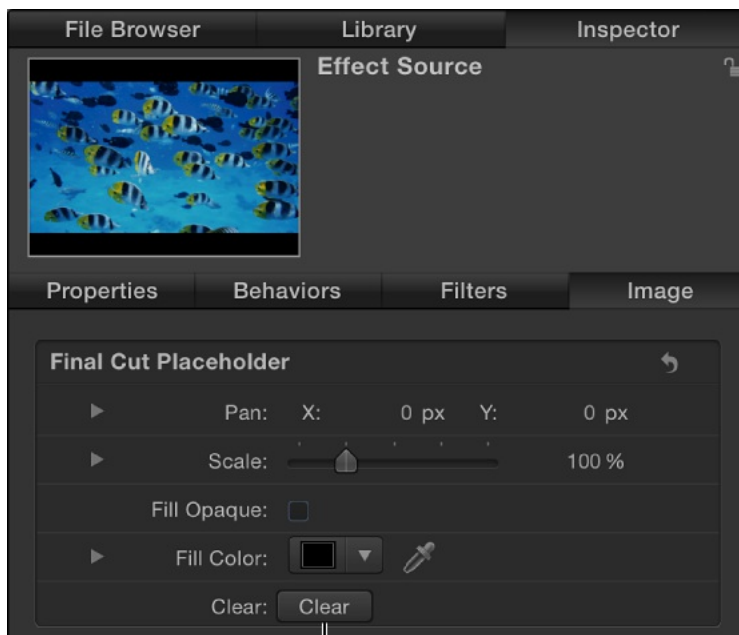 File Browser Library Inspector
Effect Source
Properties Behaviors Filters Image
Final Cut Placeholder
Pan: X: 0 px Y: 0 px
Scale: 100 %
Fill Opaque:
Fill Color:
Clear: Clear